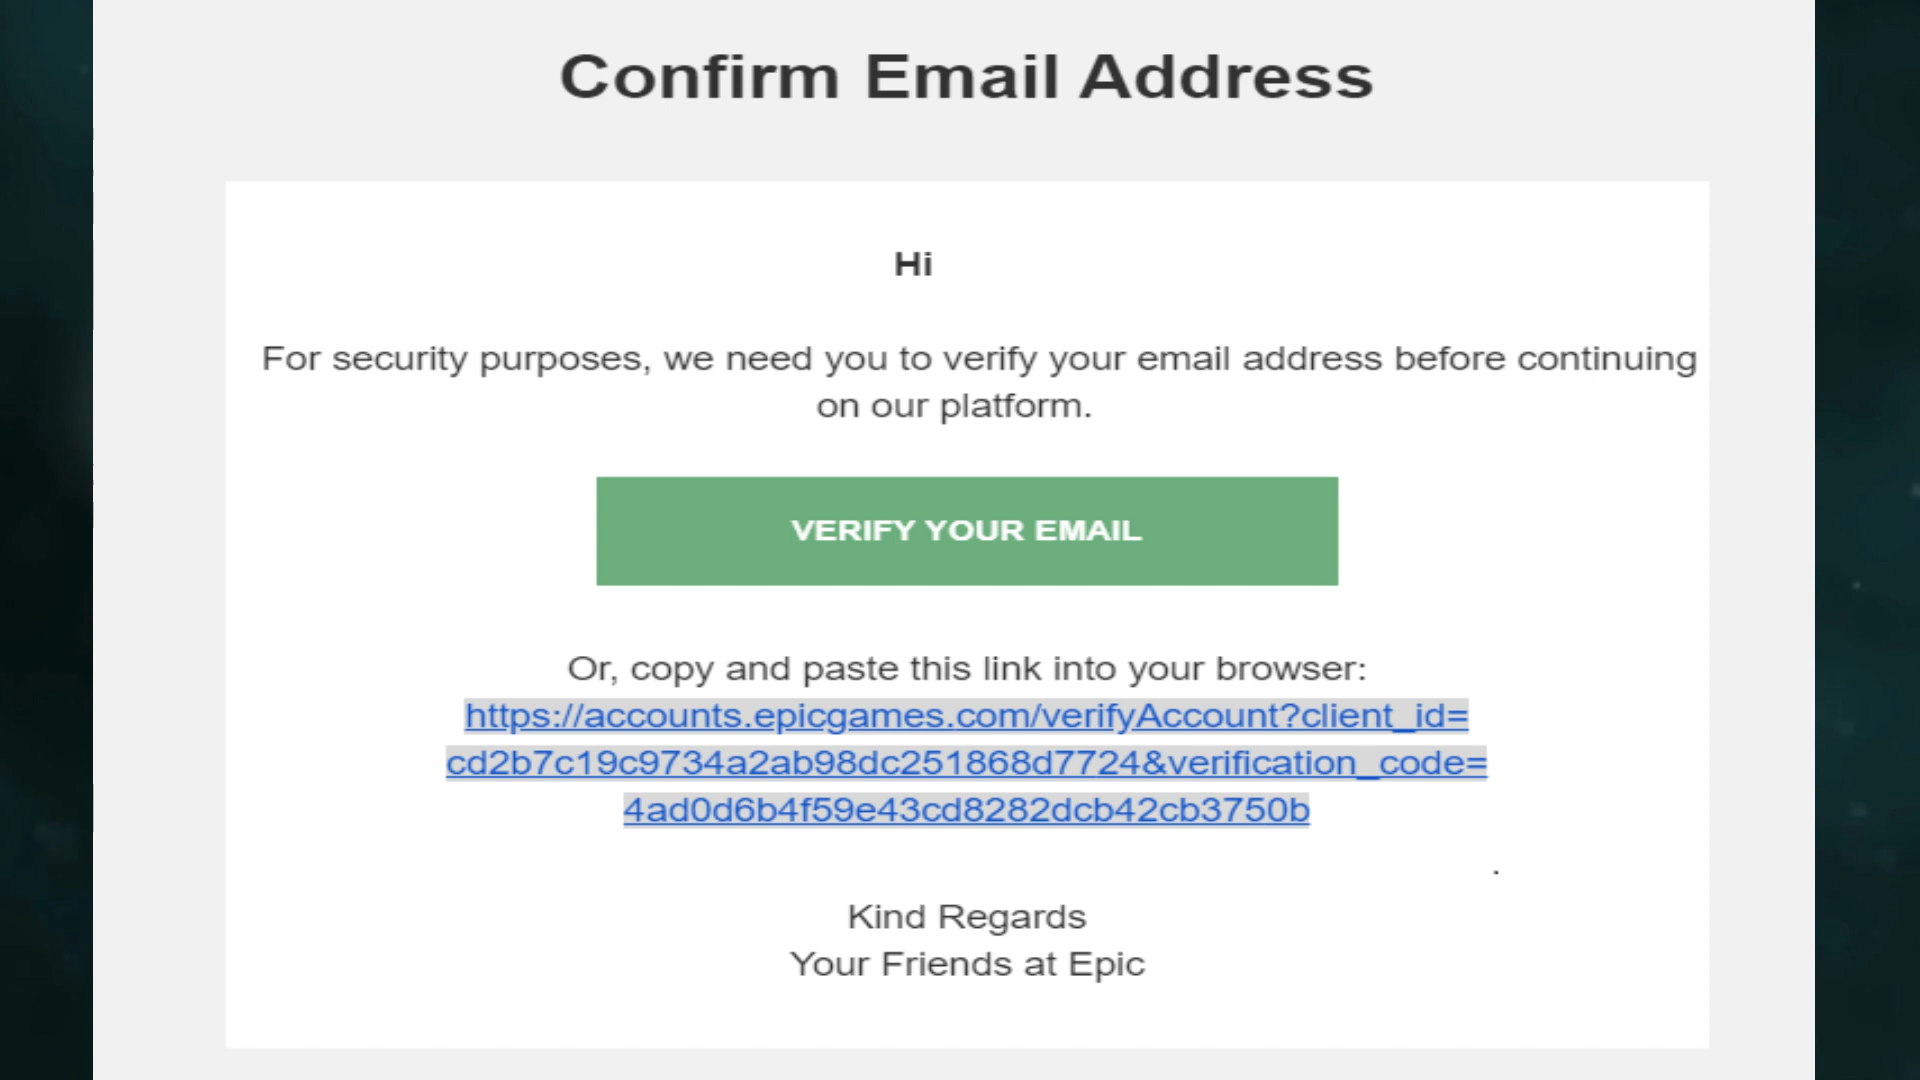 Confirm Email Address
Hi
For security purposes, we need you to verify your email address before continuing
on our platform.
VERIFY YOUR EMAIL
Or, copy and paste this link into your browser:
https://accounts.epicgames.com/verifyAccount?client_id=
cd2b7c19c9734a2ab98dc251868d7724&verification_code=
4ad0d6b4f59e43cd8282dcb42cb3750b
.
Kind Regards
Your Friends at Epic